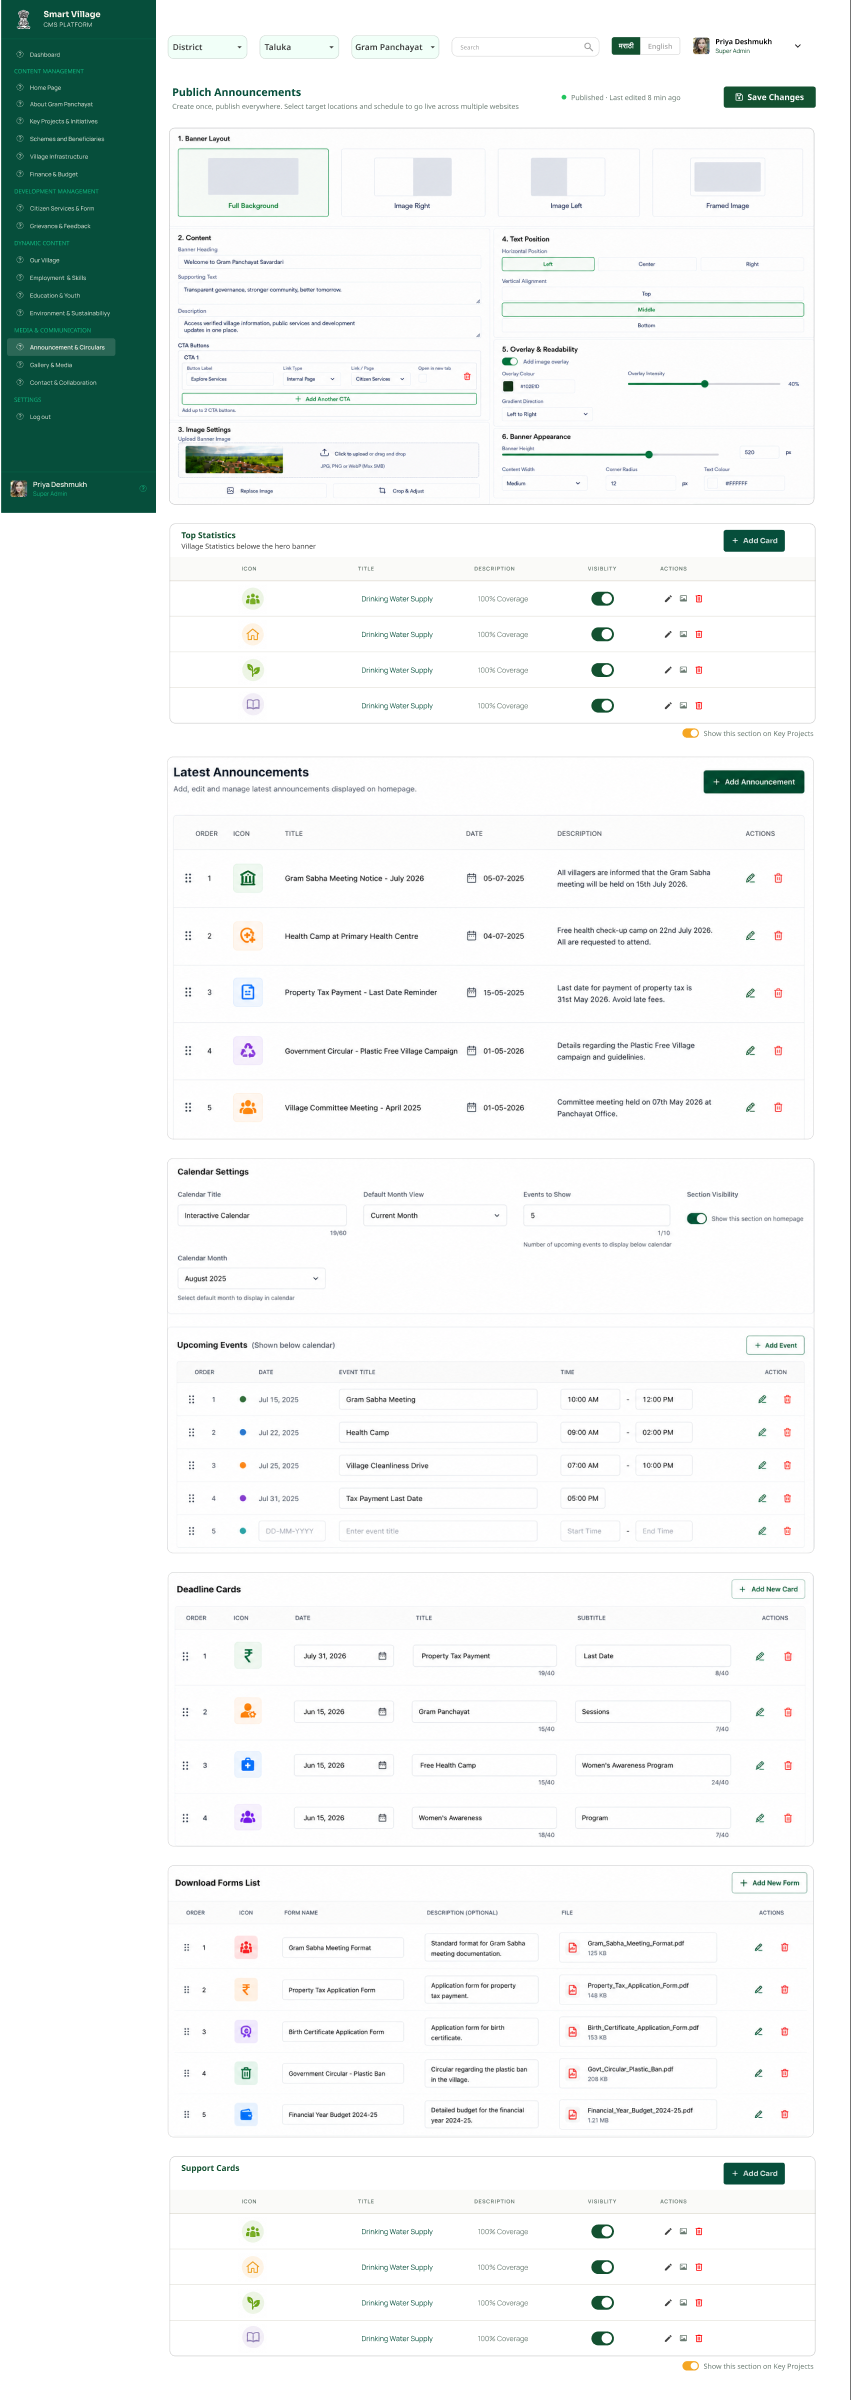 Smart Village
CMS PLATFORM
Dashboard
CONTENT MANAGEMENT
Home Page
About Gram Panchayat
Key Projects & Initiatives
Schemes and Beneficiaries
Village Infrastructure
Finance & Budget
DEVELOPMENT MANAGEMENT
Citizen Services & Form
Grievance & Feedback
DYNAMIC CONTENT
Our Village
Employment & Skills
Education & Youth
Environment & Sustainabiliyy
MEDIA & COMMUNICATION
Announcement & Circulars
Gallery & Media
Contact & Collaboration
SETTINGS
Log out
Priya Deshmukh
Super Admin
District
Taluka
Gram Panchayat
Search
मराठी
English
Priya Deshmukh
Super Admin
Publich Announcements
Create once, publish everywhere. Select target locations and schedule to go live across multiple websites
Published · Last edited 8 min ago
Save Changes
1. Banner Layout
Full Background
Image Right
Image Left
Framed Image
2. Content
Banner Heading
Welcome to Gram Panchayat Savardari
Supporting Text
Transparent governance, stronger community, better tomorrow.
Description
Access verified village information, public services and development
updates in one place.
CTA Buttons
CTA 1
Button Label
Link Type
Link / Page
Open in new tab
Explore Services
Internal Page
Citizen Services
+ Add Another CTA
Add up to 2 CTA buttons.
3. Image Settings
Upload Banner Image
Click to upload or drag and drop
JPG, PNG or WebP (Max 5MB)
Replace Image
Crop & Adjust
4. Text Position
Horizontal Position
Left
Center
Right
Vertical Alignment
Top
Middle
Bottom
5. Overlay & Readability
Add image overlay
Overlay Colour
Overlay Intensity
#102E10
40%
Gradient Direction
Left to Right
6. Banner Appearance
Banner Height
520
px
Content Width
Corner Radius
Text Colour
Medium
12
px
#FFFFFF
Top Statistics
Village Statistics belowe the hero banner
+ Add Card
ICON TITLE DESCRIPTION VISIBLITY ACTIONS
Drinking Water Supply 100% Coverage
Drinking Water Supply 100% Coverage
Drinking Water Supply 100% Coverage
Drinking Water Supply 100% Coverage
Show this section on Key Projects
Latest Announcements
Add, edit and manage latest announcements displayed on homepage.
+ Add Announcement
ORDER ICON TITLE DATE DESCRIPTION ACTIONS
1 Gram Sabha Meeting Notice - July 2026 05-07-2025
All villagers are informed that the Gram Sabha
meeting will be held on 15th July 2026.
2 Health Camp at Primary Health Centre 04-07-2025
Free health check-up camp on 22nd July 2026.
All are requested to attend.
3 Property Tax Payment - Last Date Reminder 15-05-2025
Last date for payment of property tax is
31st May 2026. Avoid late fees.
4 Government Circular - Plastic Free Village Campaign 01-05-2026
Details regarding the Plastic Free Village
campaign and guidelinies.
5 Village Committee Meeting - April 2025 01-05-2026
Committee meeting held on 07th May 2026 at
Panchayat Office.
Calendar Settings
Calendar Title
Default Month View
Events to Show
Section Visibility
Interactive Calendar
Current Month
5
Show this section on homepage
19/60
1/10
Number of upcoming events to display below calendar
Calendar Month
August 2025
Select default month to display in calendar
Upcoming Events (Shown below calendar)
+ Add Event
ORDER DATE EVENT TITLE TIME ACTION
1 Jul 15, 2025 Gram Sabha Meeting 10:00 AM - 12:00 PM
2 Jul 22, 2025 Health Camp 09:00 AM - 02:00 PM
3 Jul 25, 2025 Village Cleanliness Drive 07:00 AM - 10:00 PM
4 Jul 31, 2025 Tax Payment Last Date 05:00 PM
5 DD-MM-YYYY Enter event title Start Time - End Time
Deadline Cards
+ Add New Card
ORDER ICON DATE TITLE SUBTITLE ACTIONS
1 July 31, 2026 Property Tax Payment Last Date
19/40 8/40
2 Jun 15, 2026 Gram Panchayat Sessions
15/40 7/40
3 Jun 15, 2026 Free Health Camp Women's Awareness Program
15/40 24/40
4 Jun 15, 2026 Women's Awareness Program
18/40 7/40
Download Forms List
+ Add New Form
ORDER ICON FORM NAME DESCRIPTION (OPTIONAL) FILE ACTIONS
1 Gram Sabha Meeting Format
Standard format for Gram Sabha
meeting documentation.
Gram_Sabha_Meeting_Format.pdf
125 KB
2 Property Tax Application Form
Application form for property
tax payment.
Property_Tax_Application_Form.pdf
148 KB
3 Birth Certificate Application Form
Application form for birth
certificate.
Birth_Certificate_Application_Form.pdf
153 KB
4 Government Circular - Plastic Ban
Circular regarding the plastic ban
in the village.
Govt_Circular_Plastic_Ban.pdf
208 KB
5 Financial Year Budget 2024-25
Detailed budget for the financial
year 2024-25.
Financial_Year_Budget_2024-25.pdf
1.21 MB
Support Cards
+ Add Card
ICON TITLE DESCRIPTION VISIBLITY ACTIONS
Drinking Water Supply 100% Coverage
Drinking Water Supply 100% Coverage
Drinking Water Supply 100% Coverage
Drinking Water Supply 100% Coverage
Show this section on Key Projects